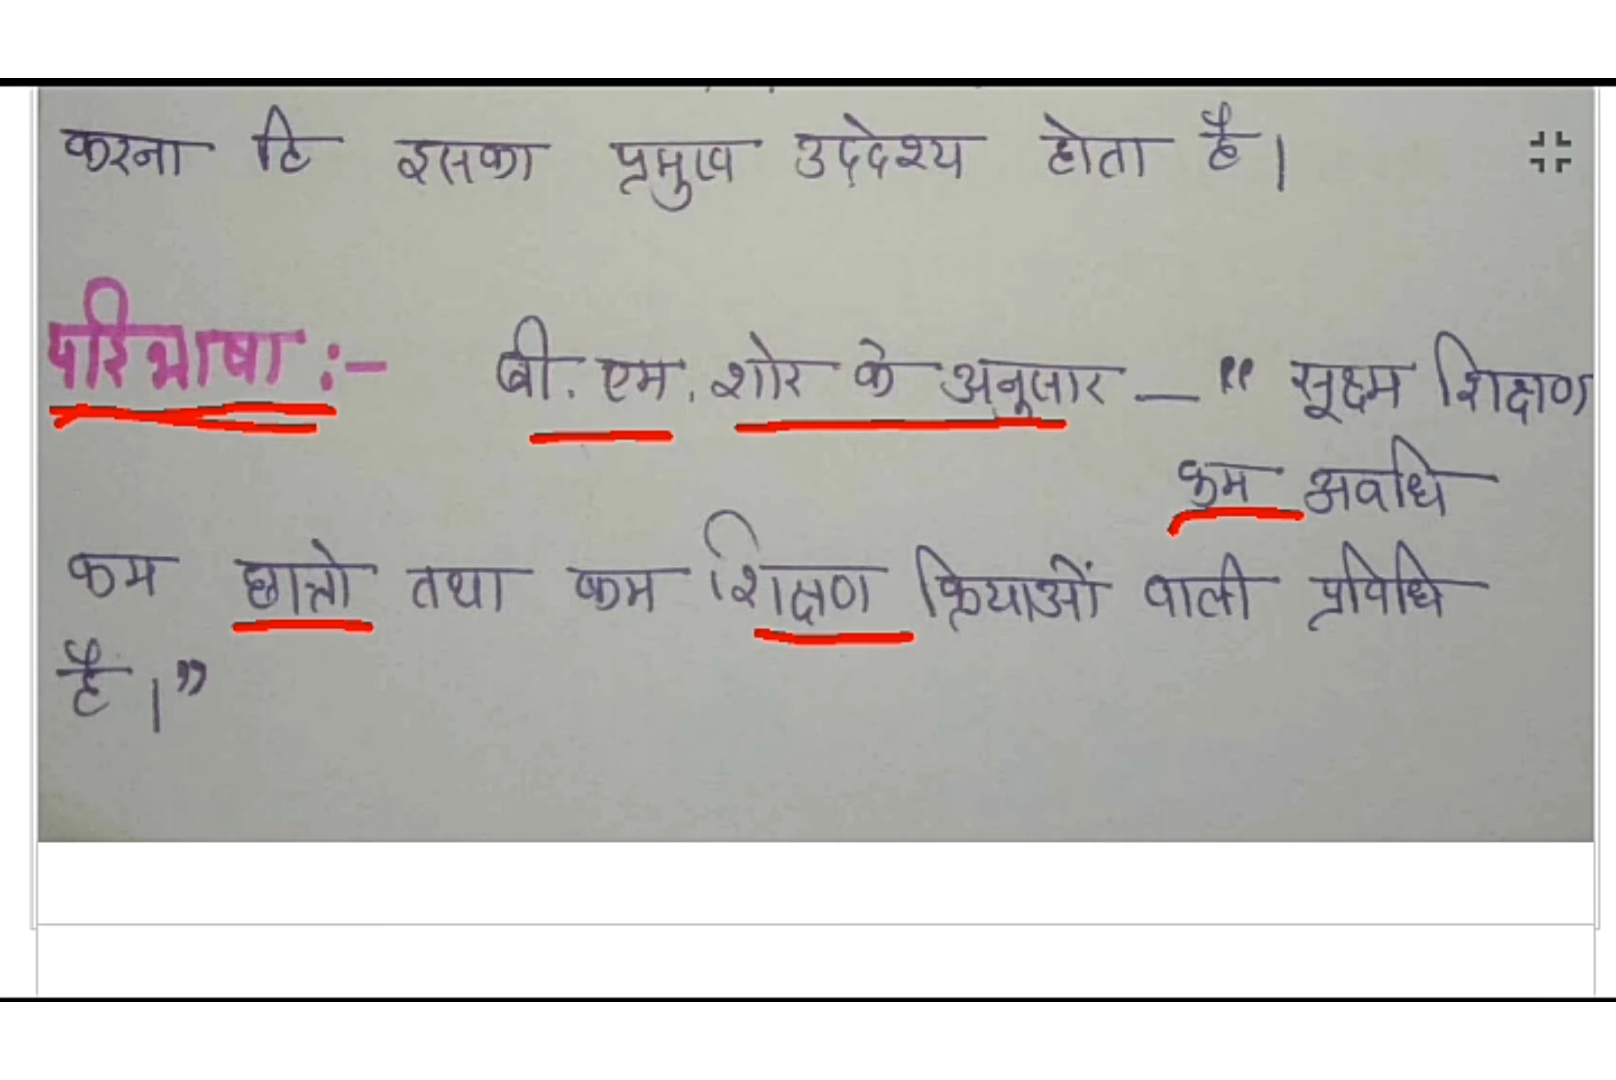 करना हि इसका प्रमुख उद्देश्य होता है।
परिभाषा :- बी. एम. शोर के अनुसार — " सूक्ष्म शिक्षण
कम अवधि
कम छात्रो तथा कम शिक्षण क्रियाओं वाली प्रविधि
है।"